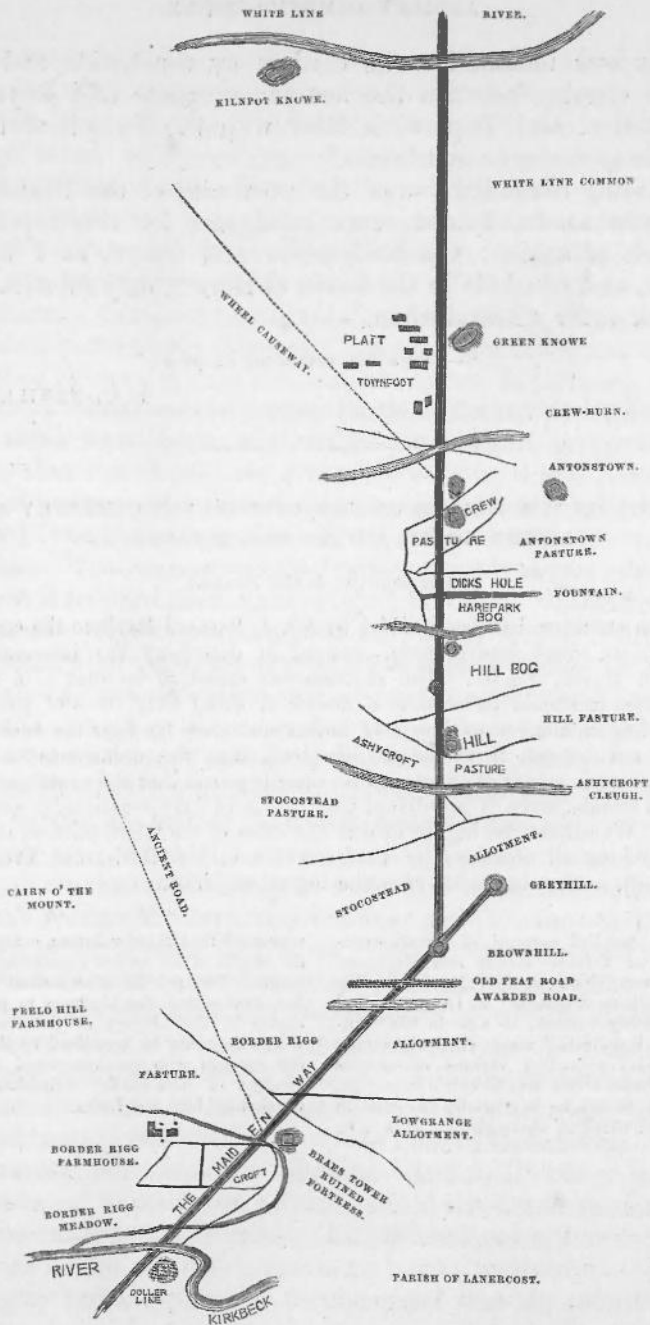 WHITE LYNE RIVER.
KILNPOT KNOWE.
WHITE LYNE COMMON
WHEEL CAUSEWAY.
PLATT
TOWNFOOT
GREEN KNOWE
CREW-BURN.
ANTONSTOWN.
CREW
PASTURE
ANTONSTOWN
PASTURE.
DICKS HOLE
FOUNTAIN.
HAREPARK
BOG
HILL BOG
HILL PASTURE.
ASHYCROFT
HILL
PASTURE
ASHYCROFT
CLEUGH.
STOCOSTEAD
PASTURE.
ANCIENT ROAD
STOCOSTEAD ALLOTMENT.
GREYHILL.
CAIRN O' THE
MOUNT.
BROWNHILL.
OLD PEAT ROAD
AWARDED ROAD.
PRELO HILL
FARMHOUSE.
BORDER RIGG ALLOTMENT.
PASTURE.
LOWGRANGE
ALLOTMENT.
THE MAIDEN WAY
BORDER RIGG
FARMHOUSE.
CROFT
BRAES TOWER
RUINED
FORTRESS.
BORDER RIGG
MEADOW.
RIVER KIRKBECK
DOLLER
LINE
PARISH OF LANERCOST.